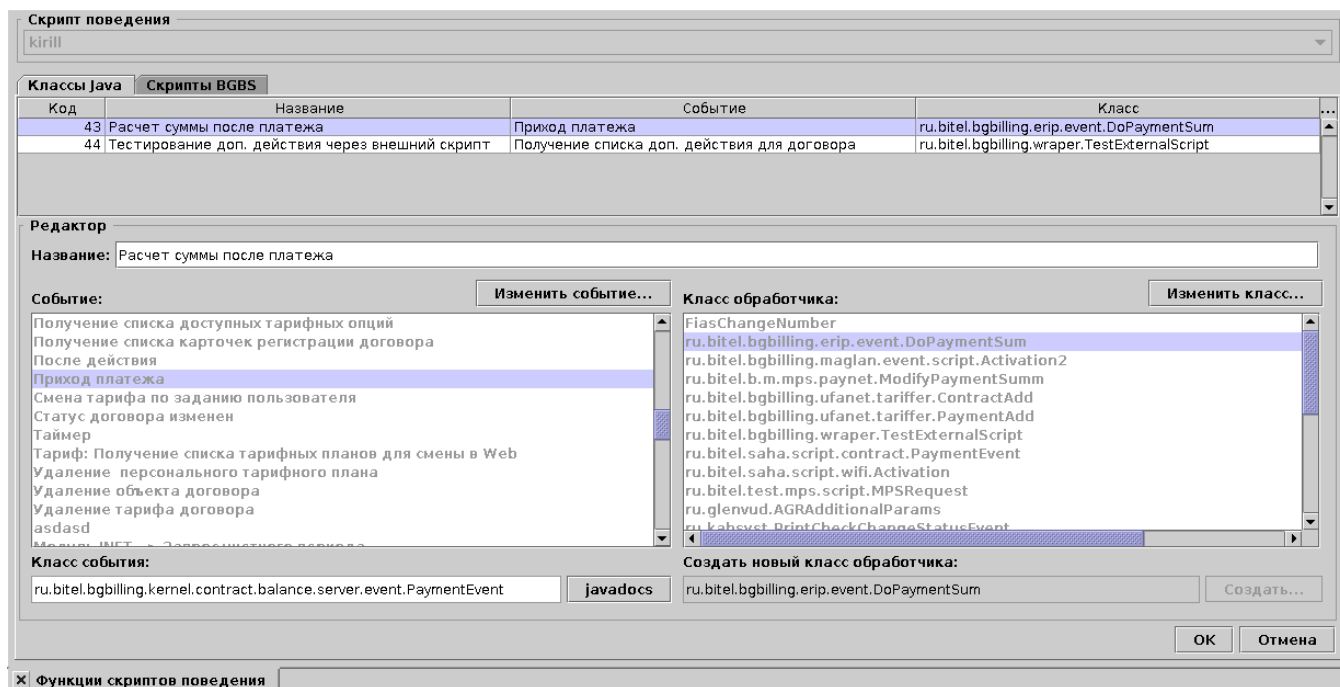 Скрипт поведения
kirill
Классы Java Скрипты BGBS
Код Название Событие Класс ...
43 Расчет суммы после платежа Приход платежа ru.bitel.bgbilling.erip.event.DoPaymentSum
44 Тестирование доп. действия через внешний скрипт Получение списка доп. действия для договора ru.bitel.bgbilling.wraper.TestExternalScript
Редактор
Название: Расчет суммы после платежа
Событие: Изменить событие... Класс обработчика: Изменить класс...
Получение списка доступных тарифных опций
Получение списка карточек регистрации договора
После действия
Приход платежа
Смена тарифа по заданию пользователя
Статус договора изменен
Таймер
Тариф: Получение списка тарифных планов для смены в Web
Удаление  персонального тарифного плана
Удаление объекта договора
Удаление тарифа договора
asdasd
Модуль INET -> Запрос
FiasChangeNumber
ru.bitel.bgbilling.erip.event.DoPaymentSum
ru.bitel.bgbilling.maglan.event.script.Activation2
ru.bitel.b.m.mps.paynet.ModifyPaymentSumm
ru.bitel.bgbilling.ufanet.tariffer.ContractAdd
ru.bitel.bgbilling.ufanet.tariffer.PaymentAdd
ru.bitel.bgbilling.wraper.TestExternalScript
ru.bitel.saha.script.contract.PaymentEvent
ru.bitel.saha.script.wifi.Activation
ru.bitel.test.mps.script.MPSRequest
ru.glenvud.AGRAdditionalParams
ru.kabsyst.PrintCheckChangeStatusEvent
Класс события: Создать новый класс обработчика:
ru.bitel.bgbilling.kernel.contract.balance.server.event.PaymentEvent javadocs ru.bitel.bgbilling.erip.event.DoPaymentSum Создать...
OK Отмена
Функции скриптов поведения